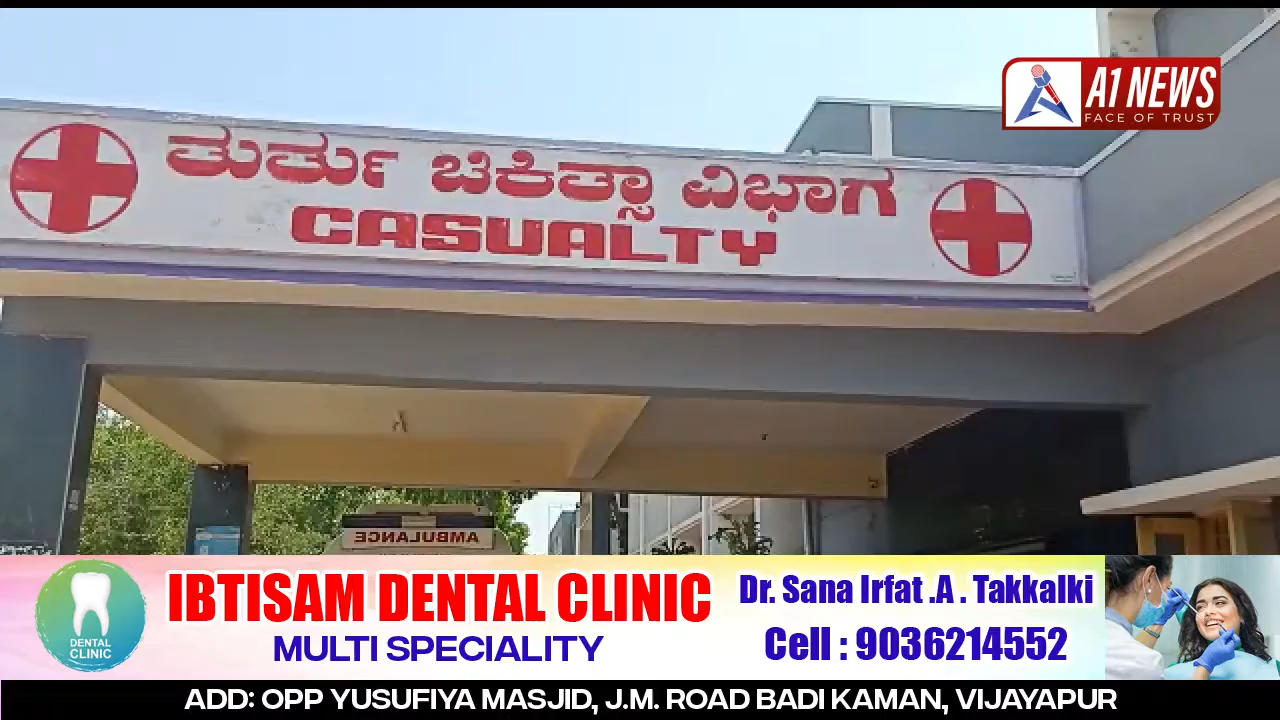 A1 NEWS
FACE OF TRUST
ತುರ್ತು ಚಿಕಿತ್ಸಾ ವಿಭಾಗ
CASUALTY
AMBULANCE
DENTAL
CLINIC
IBTISAM DENTAL CLINIC
MULTI SPECIALITY
Dr. Sana Irfat .A . Takkalki
Cell : 9036214552
ADD: OPP YUSUFIYA MASJID, J.M. ROAD BADI KAMAN, VIJAYAPUR